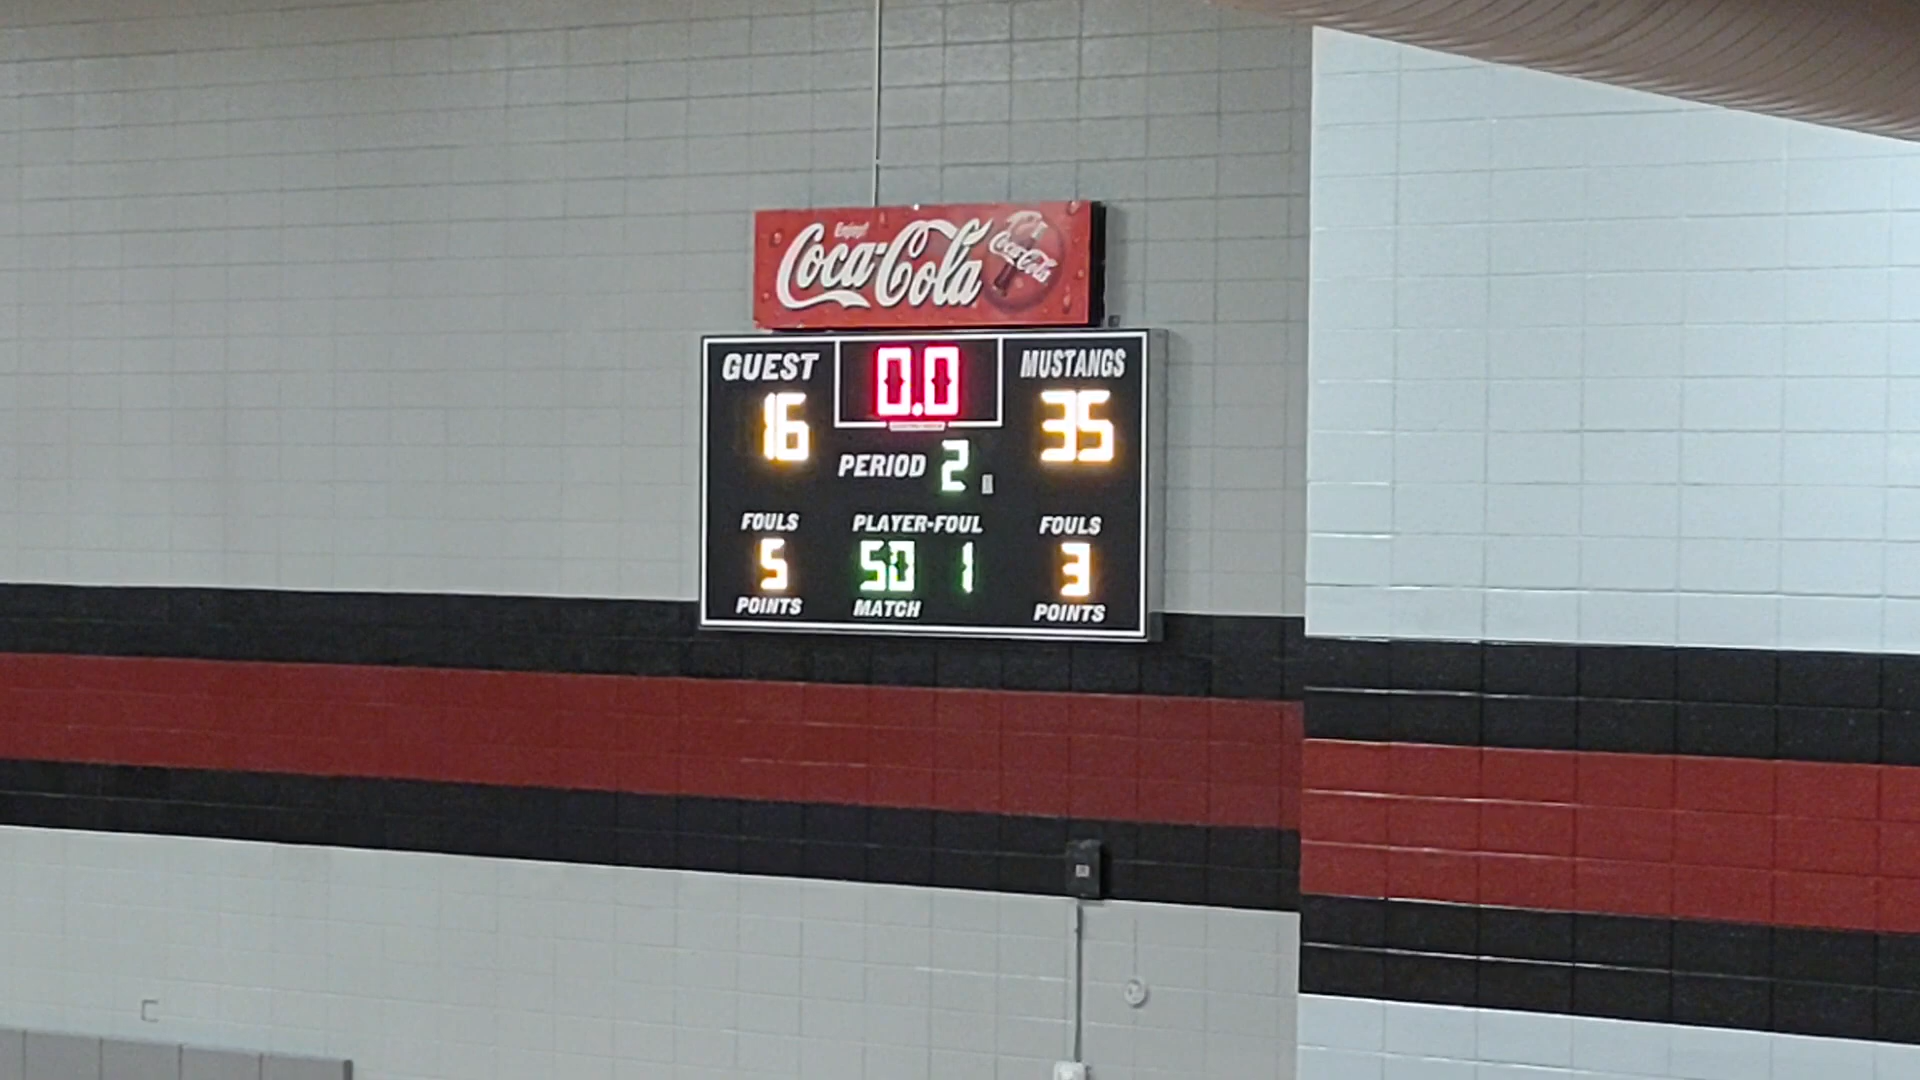 Enjoy!
Coca-Cola
Coca-Cola
GUEST 0.0 MUSTANGS
16 35
PERIOD 2
FOULS PLAYER-FOUL FOULS
5 50 1 3
POINTS MATCH POINTS